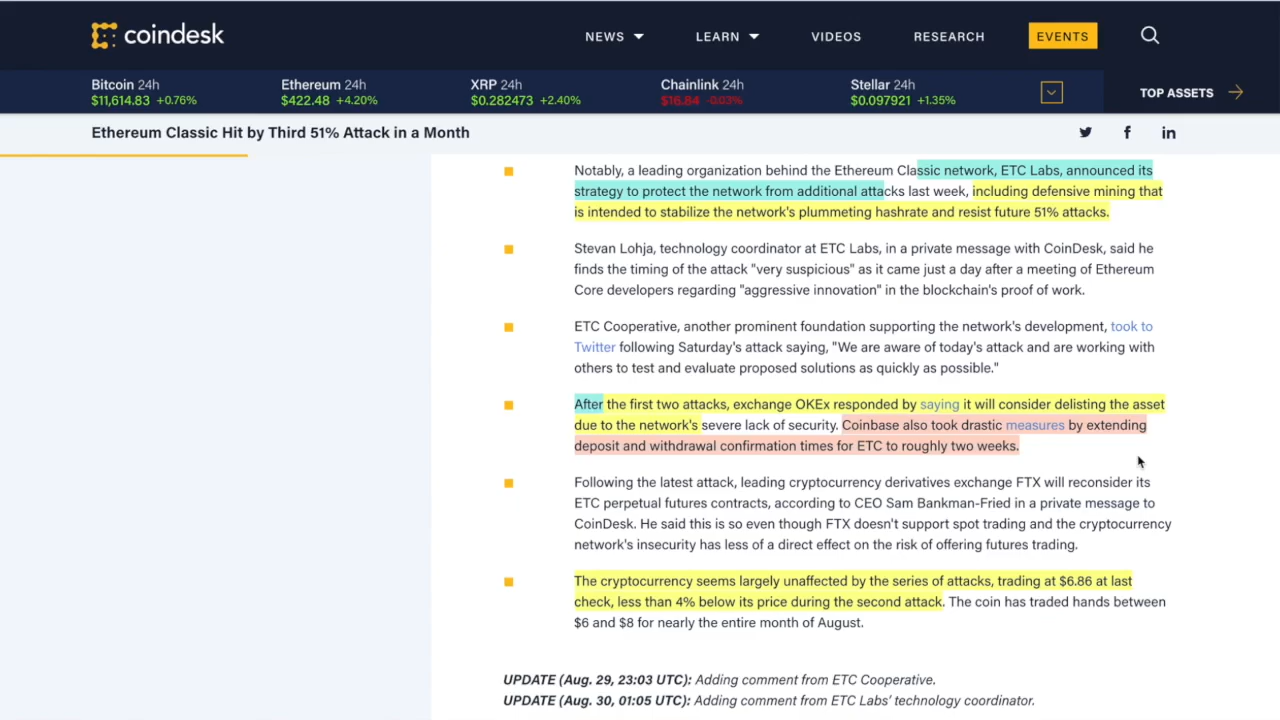 coindesk
NEWS LEARN VIDEOS RESEARCH EVENTS
Bitcoin 24h Ethereum 24h XRP 24h Chainlink 24h Stellar 24h
$11,614.83 +0.76% $422.48 +4.20% $0.282473 +2.40% $16.84 -0.03% $0.097921 +1.35%
TOP ASSETS
Ethereum Classic Hit by Third 51% Attack in a Month
Notably, a leading organization behind the Ethereum Classic network, ETC Labs, announced its
strategy to protect the network from additional attacks last week, including defensive mining that
is intended to stabilize the network's plummeting hashrate and resist future 51% attacks.
Stevan Lohja, technology coordinator at ETC Labs, in a private message with CoinDesk, said he
finds the timing of the attack "very suspicious" as it came just a day after a meeting of Ethereum
Core developers regarding "aggressive innovation" in the blockchain's proof of work.
ETC Cooperative, another prominent foundation supporting the network's development, took to
Twitter following Saturday's attack saying, "We are aware of today's attack and are working with
others to test and evaluate proposed solutions as quickly as possible."
After the first two attacks, exchange OKEx responded by saying it will consider delisting the asset
due to the network's severe lack of security. Coinbase also took drastic measures by extending
deposit and withdrawal confirmation times for ETC to roughly two weeks.
Following the latest attack, leading cryptocurrency derivatives exchange FTX will reconsider its
ETC perpetual futures contracts, according to CEO Sam Bankman-Fried in a private message to
CoinDesk. He said this is so even though FTX doesn't support spot trading and the cryptocurrency
network's insecurity has less of a direct effect on the risk of offering futures trading.
The cryptocurrency seems largely unaffected by the series of attacks, trading at $6.86 at last
check, less than 4% below its price during the second attack. The coin has traded hands between
$6 and $8 for nearly the entire month of August.
UPDATE (Aug. 29, 23:03 UTC): Adding comment from ETC Cooperative.
UPDATE (Aug. 30, 01:05 UTC): Adding comment from ETC Labs' technology coordinator.